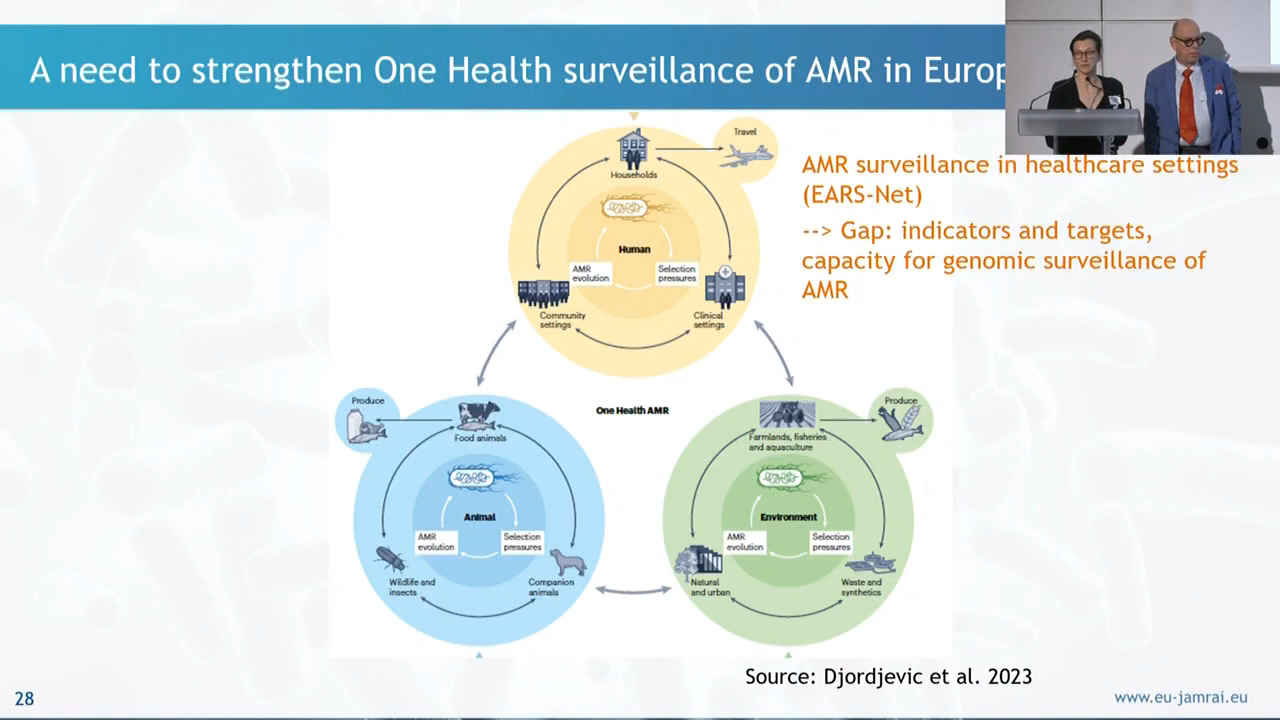 A need to strengthen One Health surveillance of AMR in Europ
Travel
Households
AMR surveillance in healthcare settings
(EARS-Net)
--> Gap: indicators and targets,
capacity for genomic surveillance of
AMR
Human
AMR
evolution
Selection
pressures
Community
settings
Clinical
settings
One Health AMR
Produce
Food animals
Animal
AMR
evolution
Selection
pressures
Wildlife and
insects
Companion
animals
Farmlands, fisheries
and aquaculture
Produce
Environment
AMR
evolution
Selection
pressures
Natural
and urban
Waste and
synthetics
Source: Djordjevic et al. 2023
28
www.eu-jamrai.eu